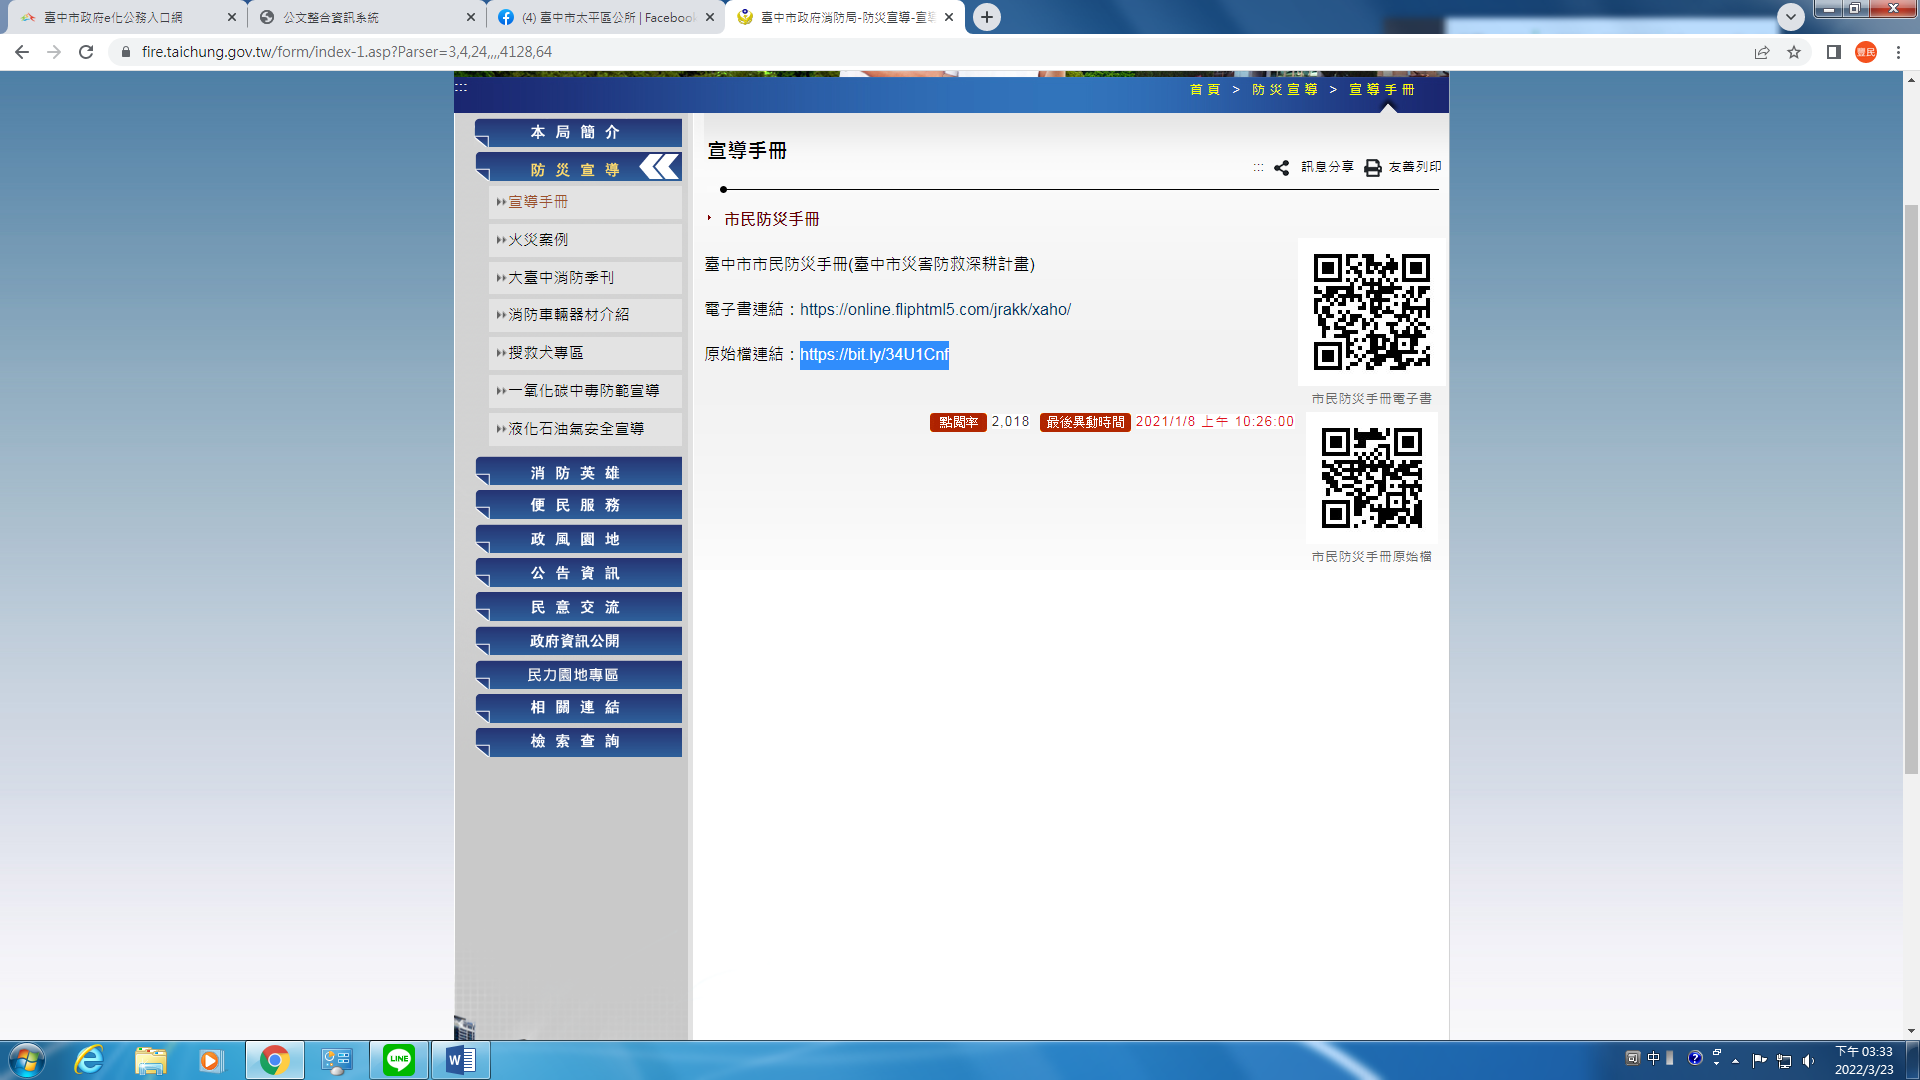 臺中市政府e化公務入口網
公文整合資訊系統
(4) 臺中市太平區公所 | Facebook
臺中市政府消防局-防災宣導-宣導
fire.taichung.gov.tw/form/index-1.asp?Parser=3,4,24,,,,4128,64
豐民
:::
首頁 > 防災宣導 > 宣導手冊
本局簡介
防災宣導
宣導手冊
火災案例
大臺中消防季刊
消防車輛器材介紹
搜救犬專區
一氧化碳中毒防範宣導
液化石油氣安全宣導
消防英雄
便民服務
政風園地
公告資訊
民意交流
政府資訊公開
民力園地專區
相關連結
檢索查詢
宣導手冊
::: 訊息分享 友善列印
市民防災手冊
臺中市市民防災手冊(臺中市災害防救深耕計畫)
電子書連結：https://online.fliphtml5.com/jrakk/xaho/
原始檔連結：https://bit.ly/34U1Cnf
市民防災手冊電子書
點閱率 2,018 最後異動時間 2021/1/8 上午 10:26:00
市民防災手冊原始檔
LINE
W
中
下午 03:33
2022/3/23